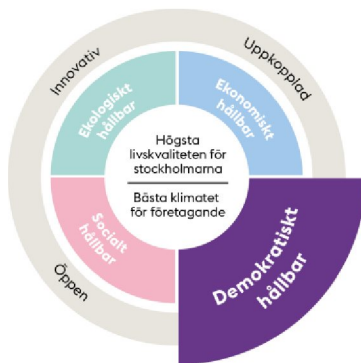 Innovativ
Uppkopplad
Ekologiskt
hållbar
Ekonomiskt
hållbar
Högsta
livskvaliteten för
stockholmarna
Bästa klimatet
för företagande
Socialt
hållbar
Demokratiskt
hållbar
Öppen